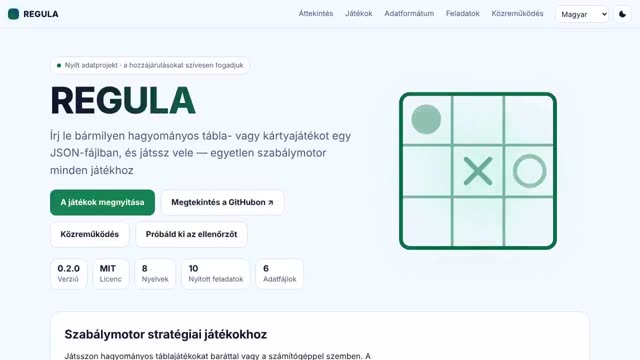 REGULA
Áttekintés
Játékok
Adatformátum
Feladatok
Közreműködés
Magyar
Nyílt adatprojekt · a hozzájárulásokat szívesen fogadjuk
REGULA
Írj le bármilyen hagyományos tábla- vagy kártyajátékot egy
JSON-fájlban, és játssz vele — egyetlen szabálymotor
minden játékhoz
A játékok megnyitása
Megtekintés a GitHubon ↗
Közreműködés
Próbáld ki az ellenőrzőt
0.2.0
Verzió
MIT
Licenc
8
Nyelvek
10
Nyitott feladatok
6
Adatfájlok
Szabálymotor stratégiai játékokhoz
Játsszon hagyományos táblajátékokat baráttal vagy a számítógéppel szemben. A